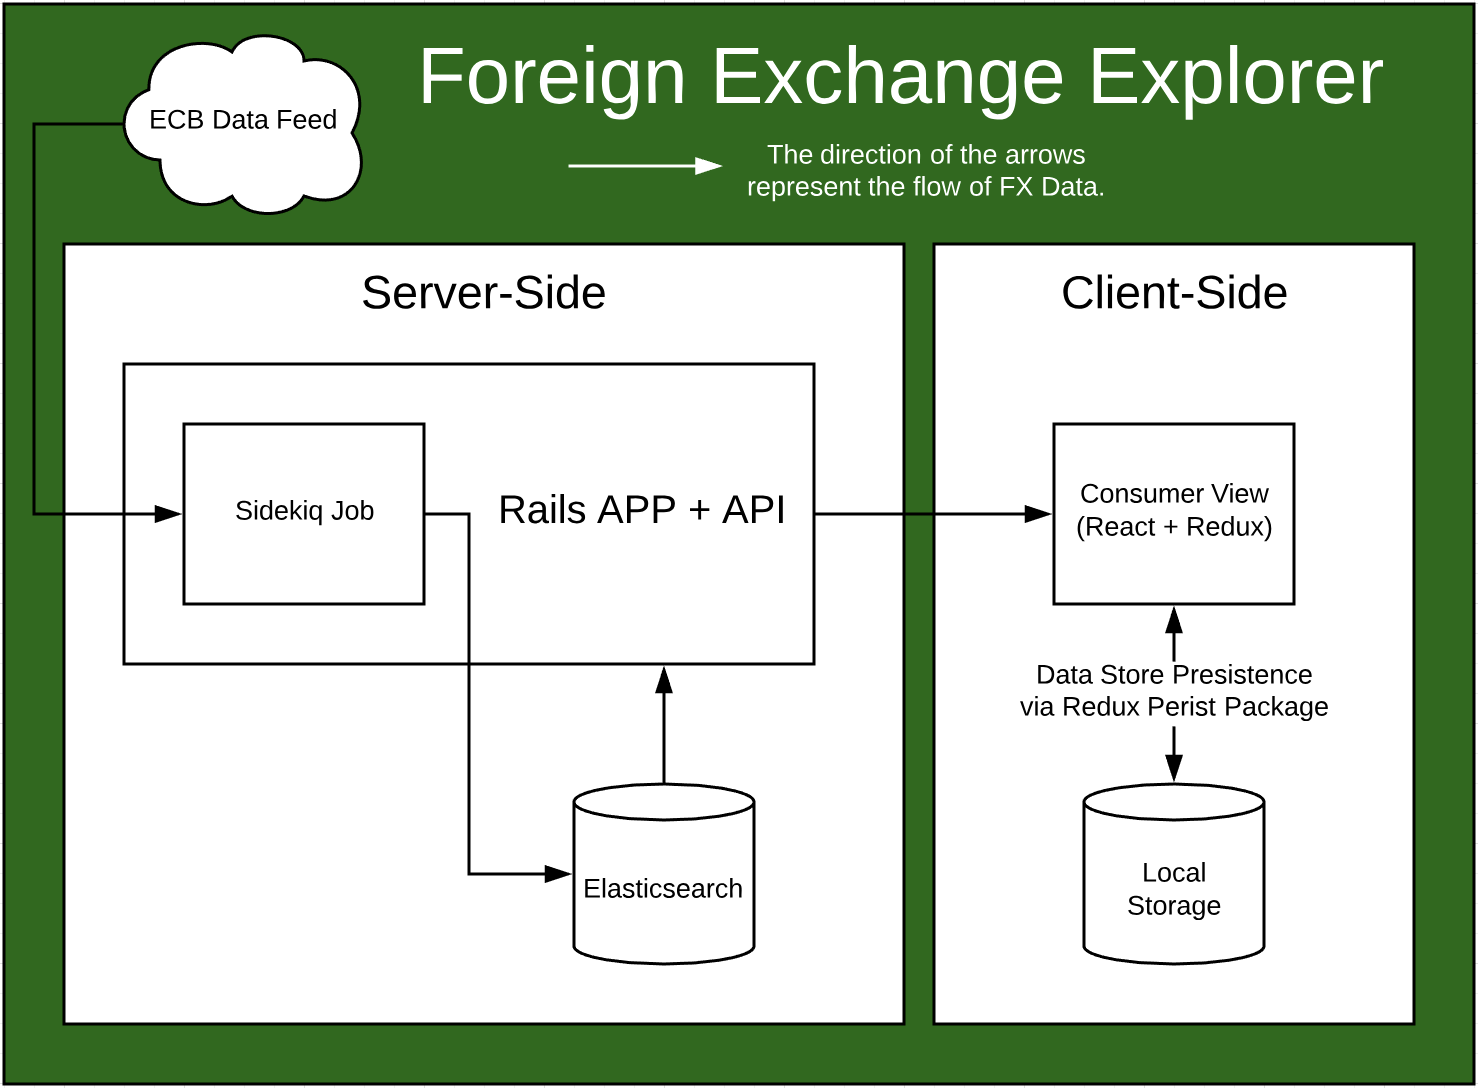 Foreign Exchange Explorer
ECB Data Feed
The direction of the arrows
represent the flow of FX Data.
Server-Side
Client-Side
Sidekiq Job
Rails APP + API
Consumer View
(React + Redux)
Data Store Presistence
via Redux Perist Package
Elasticsearch
Local
Storage